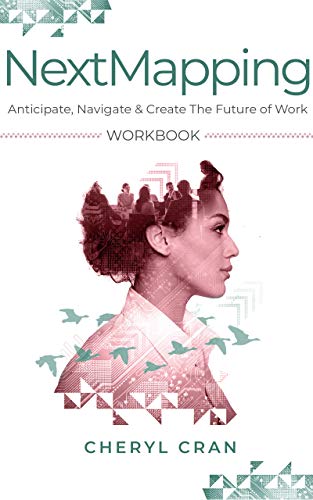 NextMapping
Anticipate, Navigate & Create The Future of Work
WORKBOOK
CHERYL CRAN